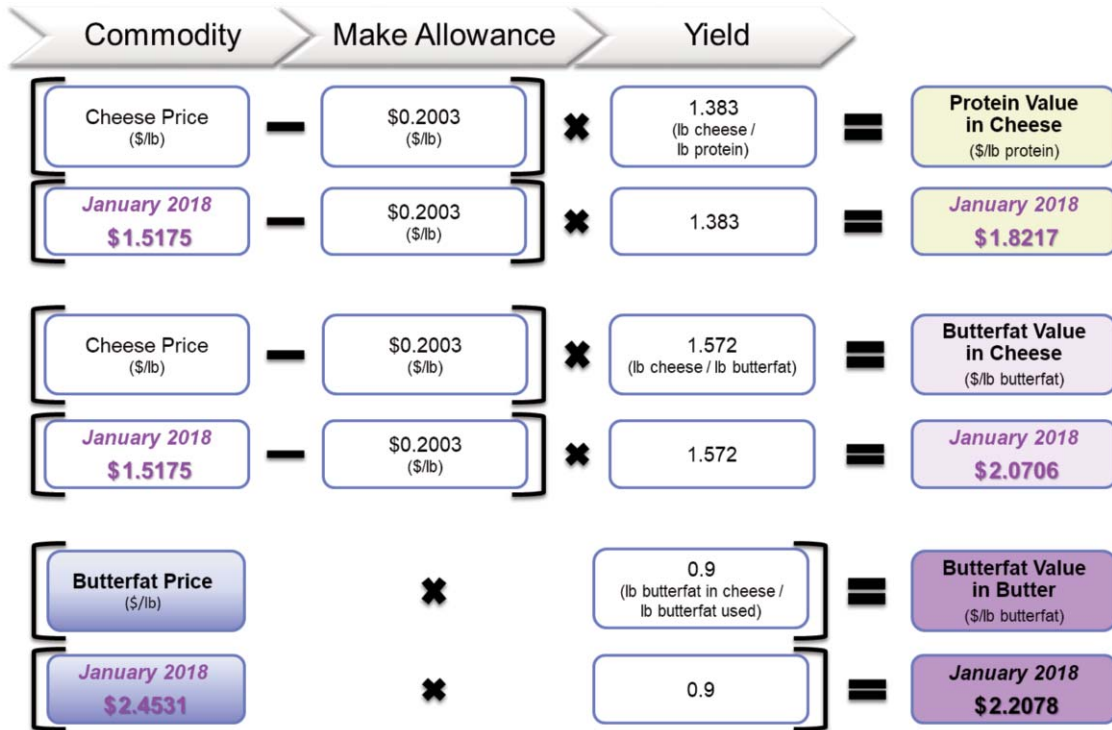 Commodity Make Allowance Yield
Cheese Price
($/lb)
$0.2003
($/lb)
1.383
(lb cheese /
lb protein)
Protein Value
in Cheese
($/lb protein)
January 2018
$1.5175
$0.2003
($/lb)
1.383
January 2018
$1.8217
Cheese Price
($/lb)
$0.2003
($/lb)
1.572
(lb cheese / lb butterfat)
Butterfat Value
in Cheese
($/lb butterfat)
January 2018
$1.5175
$0.2003
($/lb)
1.572
January 2018
$2.0706
Butterfat Price
($/lb)
0.9
(lb butterfat in cheese /
lb butterfat used)
Butterfat Value
in Butter
($/lb butterfat)
January 2018
$2.4531
0.9
January 2018
$2.2078